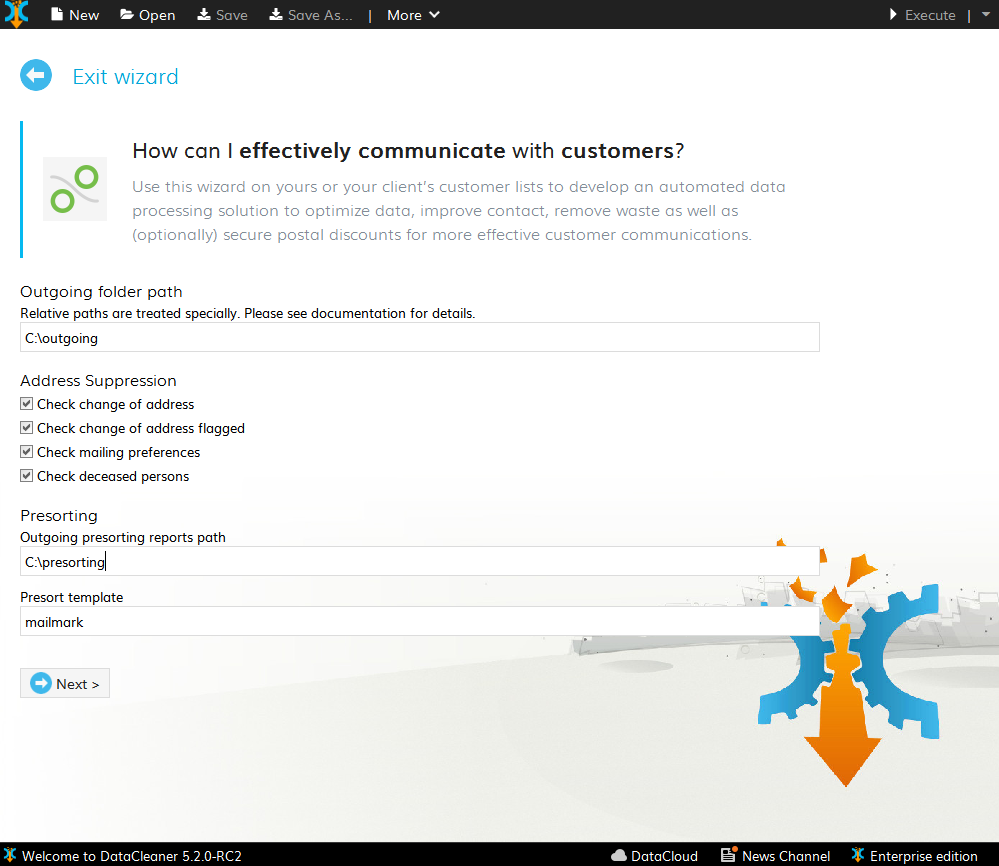 New Open Save Save As... | More Execute |
Exit wizard
How can I effectively communicate with customers?
Use this wizard on yours or your client's customer lists to develop an automated data
processing solution to optimize data, improve contact, remove waste as well as
(optionally) secure postal discounts for more effective customer communications.
Outgoing folder path
Relative paths are treated specially. Please see documentation for details.
C:\outgoing
Address Suppression
Check change of address
Check change of address flagged
Check mailing preferences
Check deceased persons
Presorting
Outgoing presorting reports path
C:\presorting
Presort template
mailmark
Next >
Welcome to DataCleaner 5.2.0-RC2 DataCloud News Channel Enterprise edition